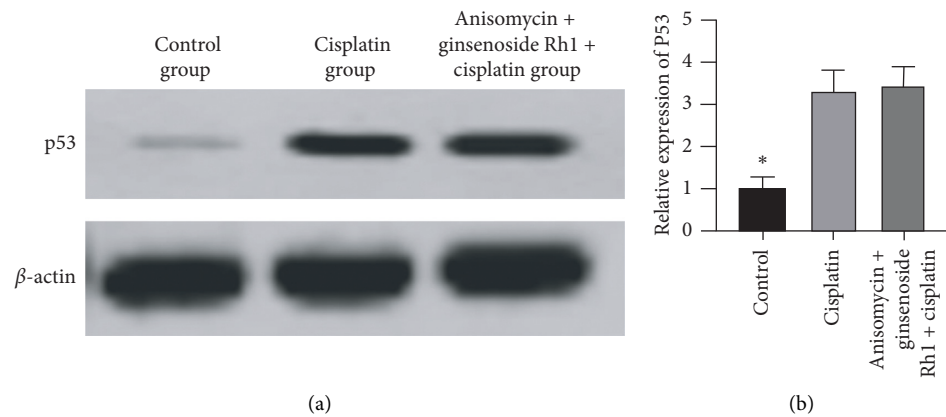 Control
group
Cisplatin
group
Anisomycin +
ginsenoside Rh1 +
cisplatin group
p53
β-actin
(a)
Relative expression of P53
5
4
3
2
1
0
*
Control
Cisplatin
Anisomycin +
ginsenoside
Rh1 + cisplatin
(b)